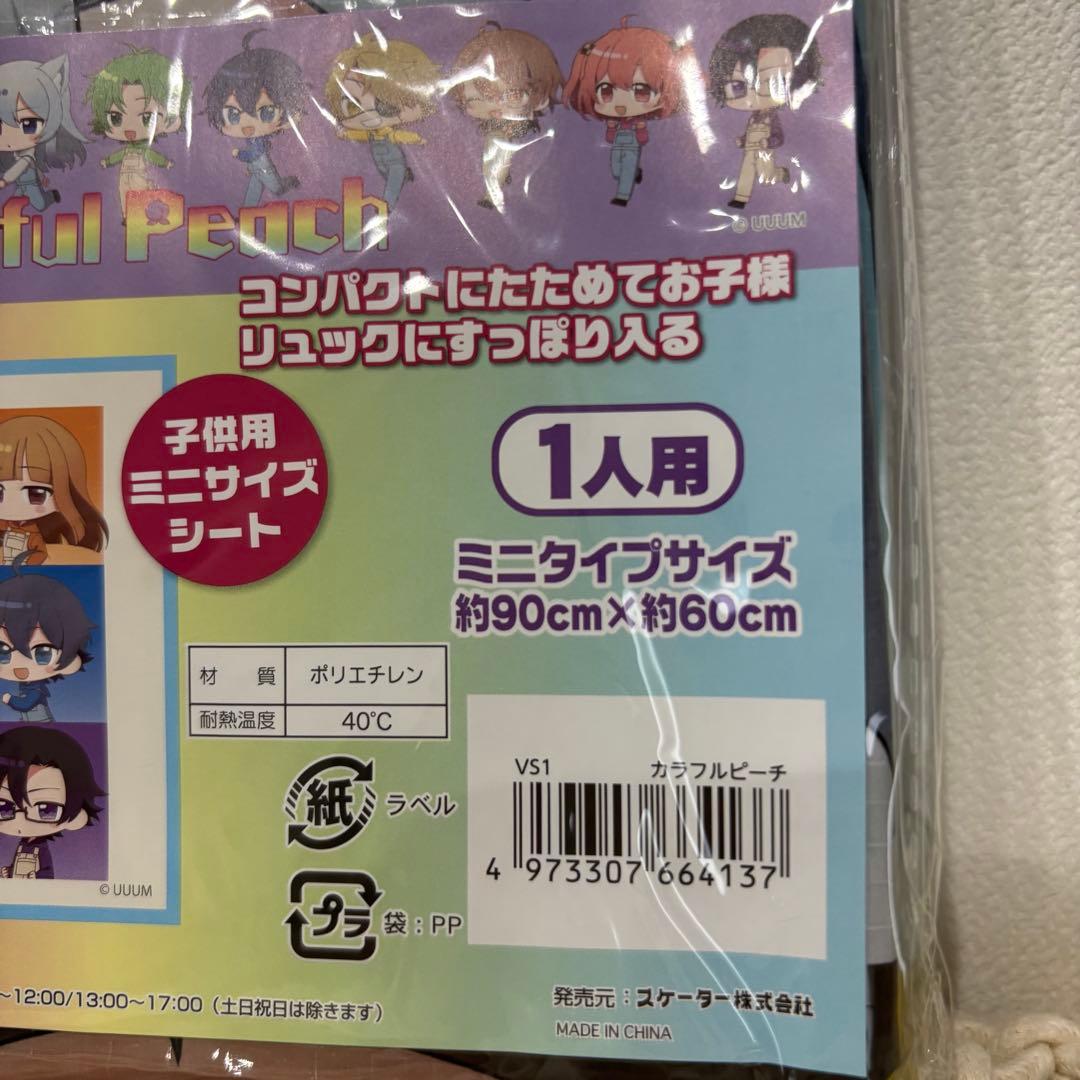 ful Peach
© UUUM
コンパクトにたためてお子様
リュックにすっぽり入る
子供用
ミニサイズ
シート
1人用
ミニタイプサイズ
約90cm×約60cm
材質 ポリエチレン
耐熱温度 40℃
紙 ラベル
プラ 袋：PP
VS1 カラフルピーチ
4 973307 664137
© UUUM
~12:00/13:00~17:00（土日祝日は除きます）
発売元：スケーター株式会社
MADE IN CHINA